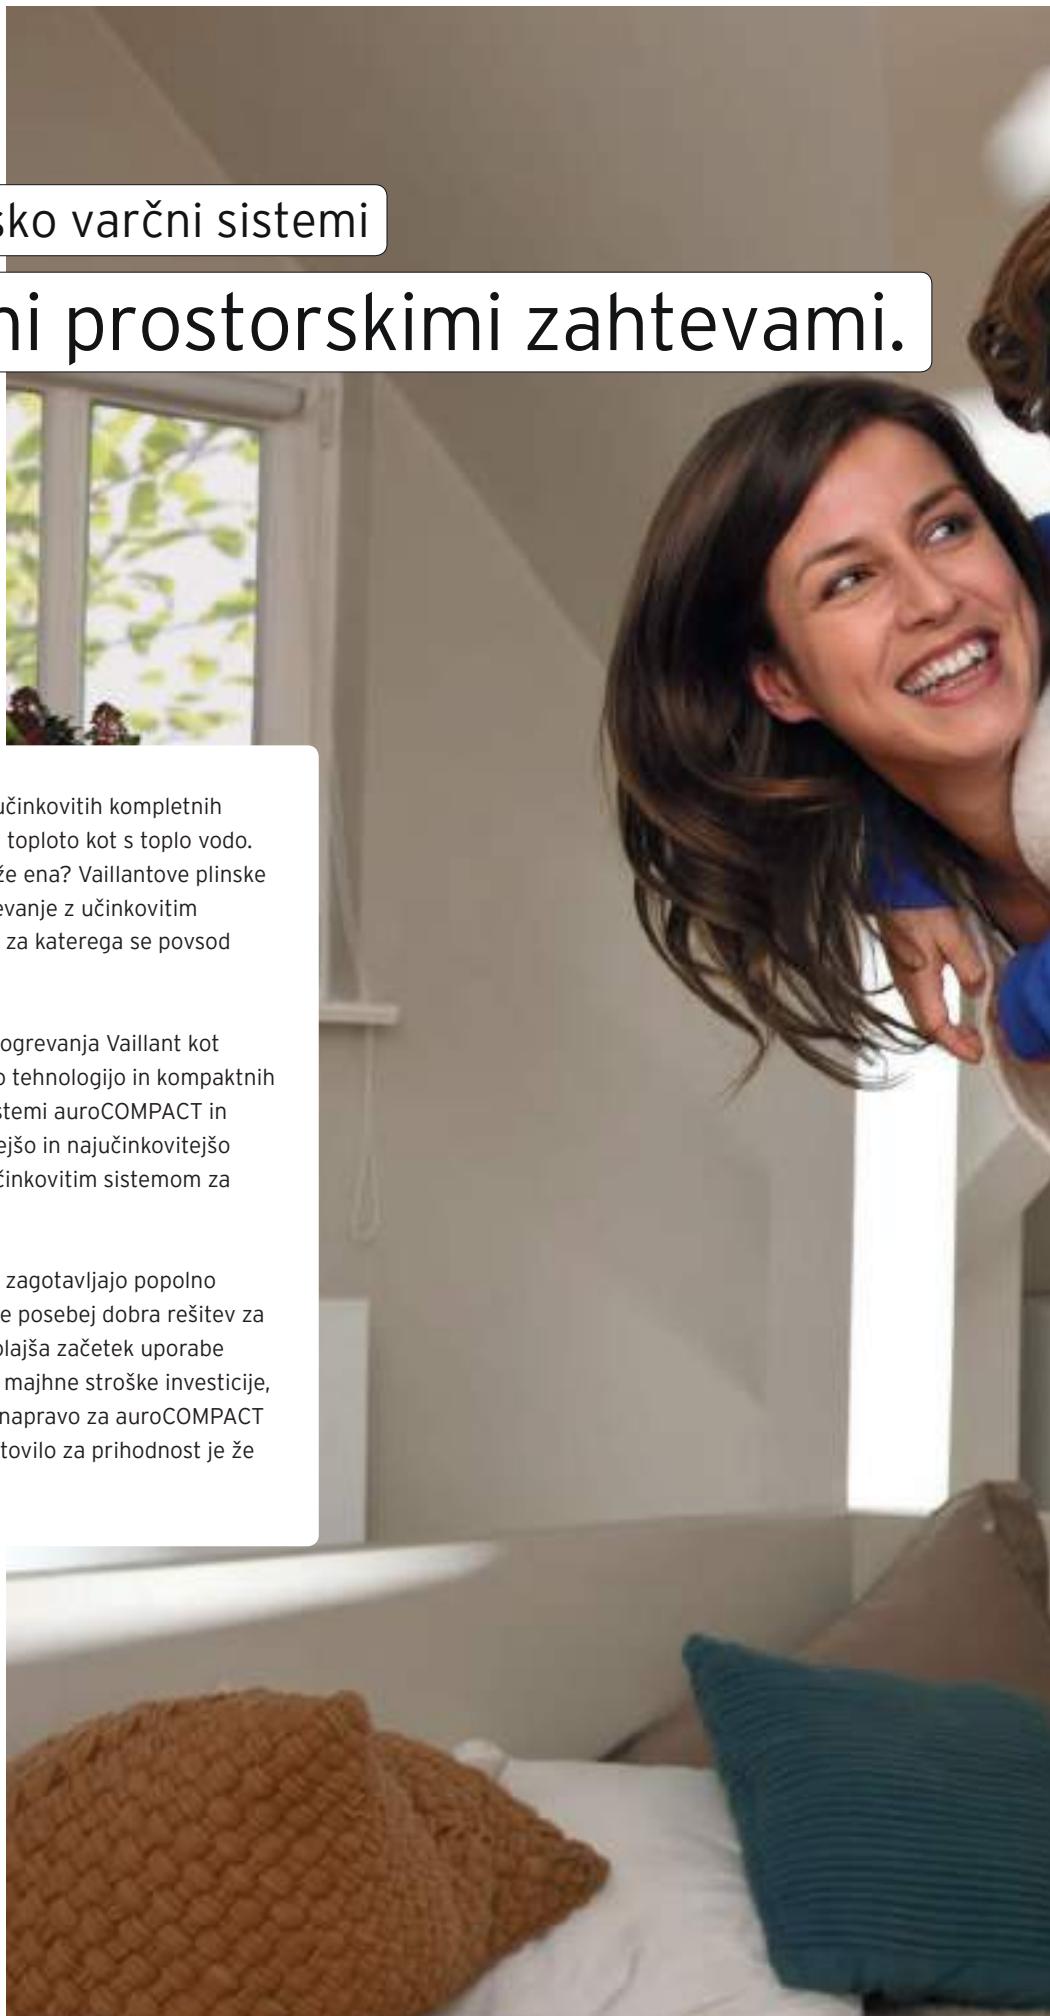 sko varčni sistemi
ni prostorskimi zahtevami.
učinkovitih kompletnih
toploto kot s toplo vodo.
že ena? Vaillantove plinske
evanje z učinkovitim
za katerega se povsod
ogrevanja Vaillant kot
o tehnologijo in kompaktnih
stemi auroCOMPACT in
ejšo in najučinkovitejšo
činkovitim sistemom za
zagotavljajo popolno
e posebej dobra rešitev za
olajša začetek uporabe
majhne stroške investicije,
napravo za auroCOMPACT
tovilo za prihodnost je že